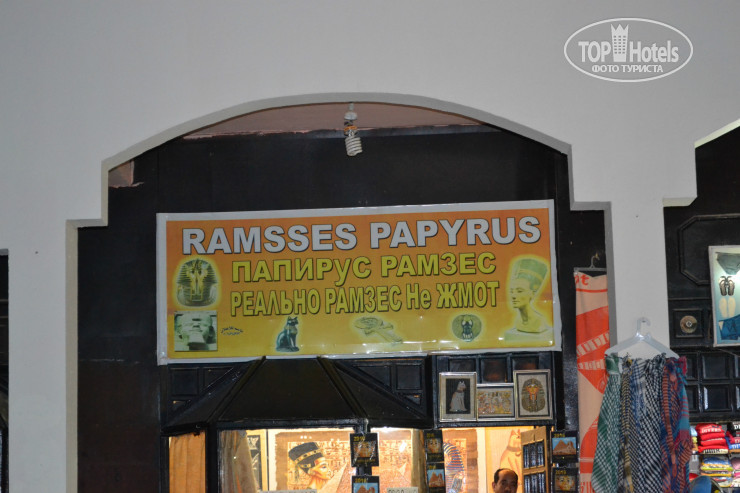 TOP Hotels
ФОТО ТУРИСТА
RAMSSES PAPYRUS
ПАПИРУС РАМЗЕС
РЕАЛЬНО РАМЗЕС Не ЖМОТ